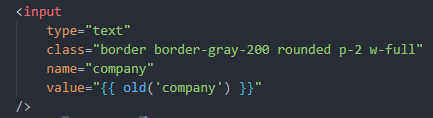 <input
type="text"
class="border border-gray-200 rounded p-2 w-full"
name="company"
value="{{ old('company') }}"
/>